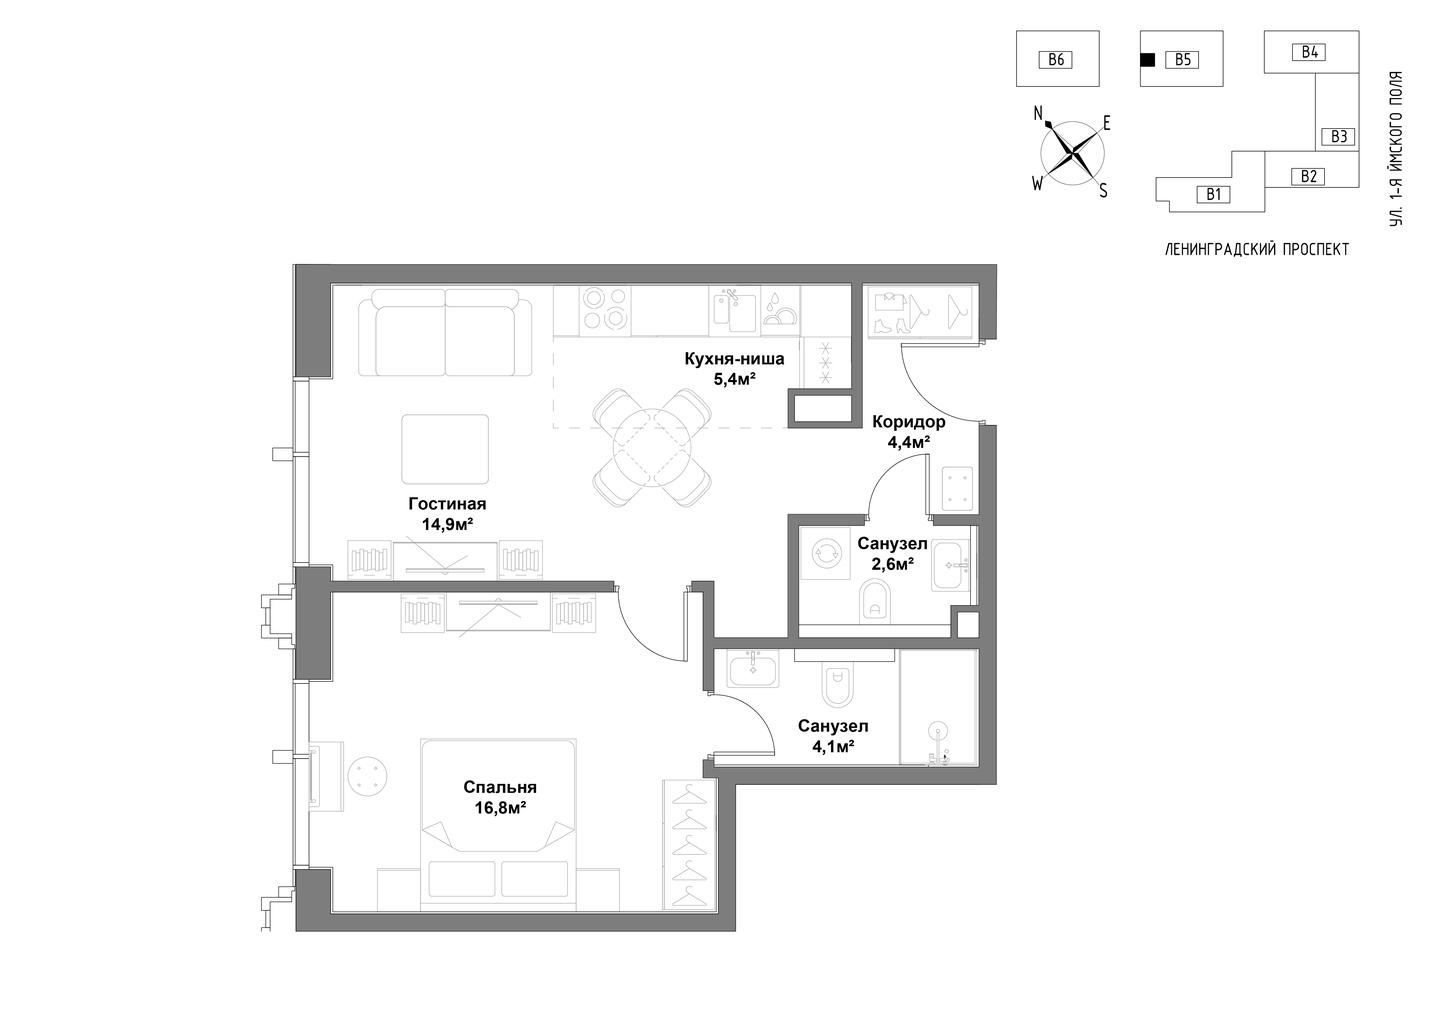 B6
B5
B4
N
E
W
S
B3
B2
B1
УЛ. 1-Я ЯМСКОГО ПОЛЯ
ЛЕНИНГРАДСКИЙ ПРОСПЕКТ
Кухня-ниша
5,4м²
Коридор
4,4м²
Гостиная
14,9м²
Санузел
2,6м²
Санузел
4,1м²
Спальня
16,8м²